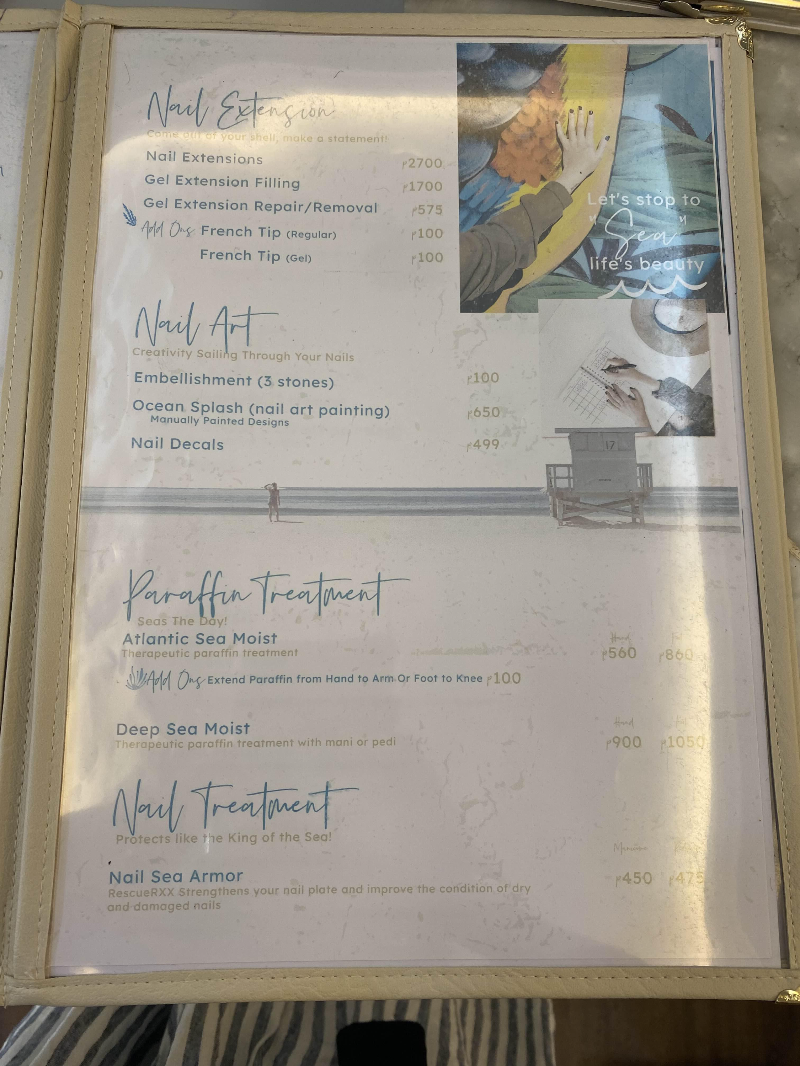 Nail Extension
Come out of your shell, make a statement!
Nail Extensions ₱2700
Gel Extension Filling ₱1700
Gel Extension Repair/Removal ₱575
Add Ons French Tip (Regular) ₱100
French Tip (Gel) ₱100
Let's stop to
"Sea"
life's beauty
Nail Art
Creativity Sailing Through Your Nails
Embellishment (3 stones) ₱100
Ocean Splash (nail art painting) ₱650
Manually Painted Designs
Nail Decals ₱499
17
Paraffin Treatment
Seas The Day!
Hand
Atlantic Sea Moist ₱560 ₱860
Therapeutic paraffin treatment
Add Ons Extend Paraffin from Hand to Arm Or Foot to Knee ₱100
Hand
Deep Sea Moist ₱900 ₱1050
Therapeutic paraffin treatment with mani or pedi
Nail Treatment
Protects like the King of the Sea!
Nail Sea Armor ₱450 ₱475
RescueRXX Strengthens your nail plate and improve the condition of dry
and damaged nails